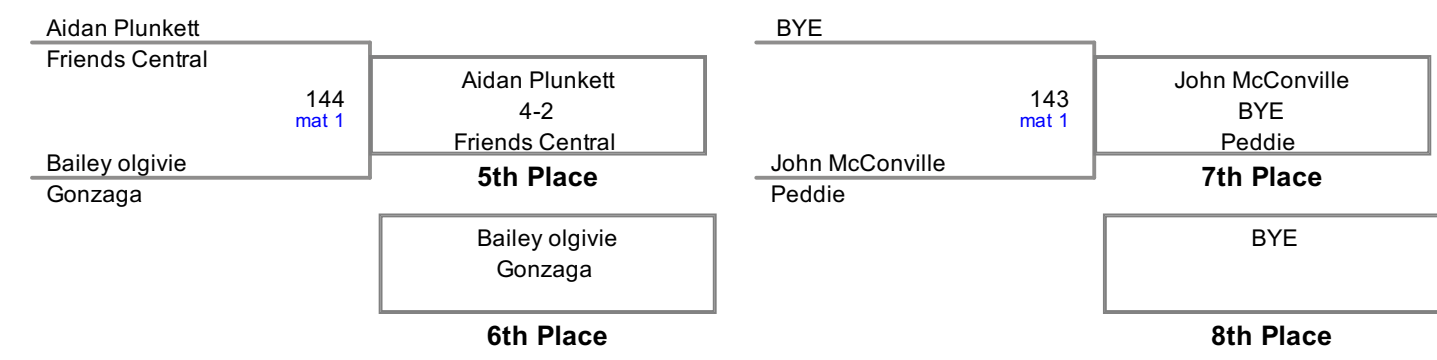 Aidan Plunkett
Friends Central
144
mat 1
Bailey olgivie
Gonzaga
Aidan Plunkett
4-2
Friends Central
5th Place
Bailey olgivie
Gonzaga
6th Place
BYE
143
mat 1
John McConville
Peddie
John McConville
BYE
Peddie
7th Place
BYE
8th Place